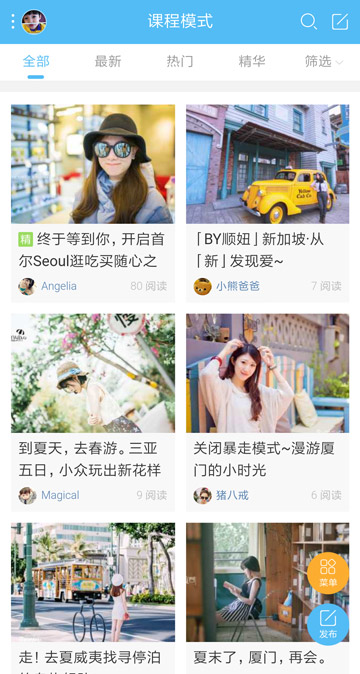 课程模式
全部 最新 热门 精华 筛选
精 终于等到你，开启首
尔Seoul逛吃买随心之
Angelia 80 阅读
「BY顺妞」新加坡·从
「新」发现爱~
小熊爸爸 7 阅读
到夏天，去春游。三亚
五日，小众玩出新花样
Magical 9 阅读
关闭暴走模式~漫游厦
门的小时光
猪八戒 6 阅读
走！去夏威夷找寻停泊
夏末了，厦门，再会。
菜单
发布